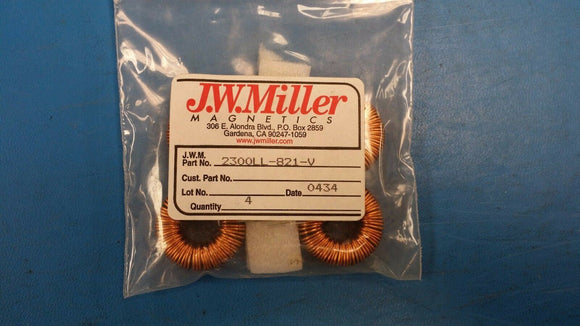 J.W.Miller
MAGNETICS
306 E. Alondra Blvd., P.O. Box 2859
Gardena, CA 90247-1059
www.jwmiller.com
J.W.M.
Part No. 2300LL-821-V
Cust. Part No.
Lot No. Date 0434
Quantity 4